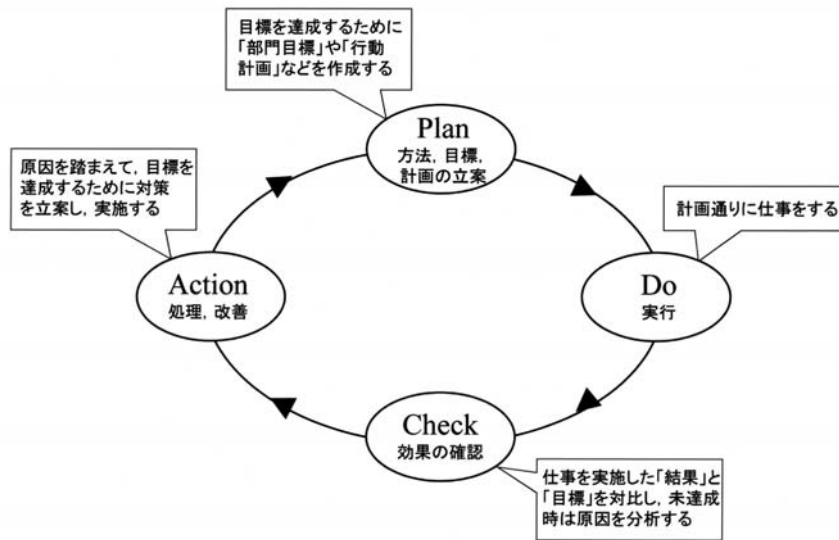 目標を達成するために
「部門目標」や「行動
計画」などを作成する
Plan
方法, 目標,
計画の立案
原因を踏まえて, 目標を
達成するために対策
を立案し, 実施する
計画通りに仕事をする
Action
処理, 改善
Do
実行
Check
効果の確認
仕事を実施した「結果」と
「目標」を対比し, 未達成
時は原因を分析する